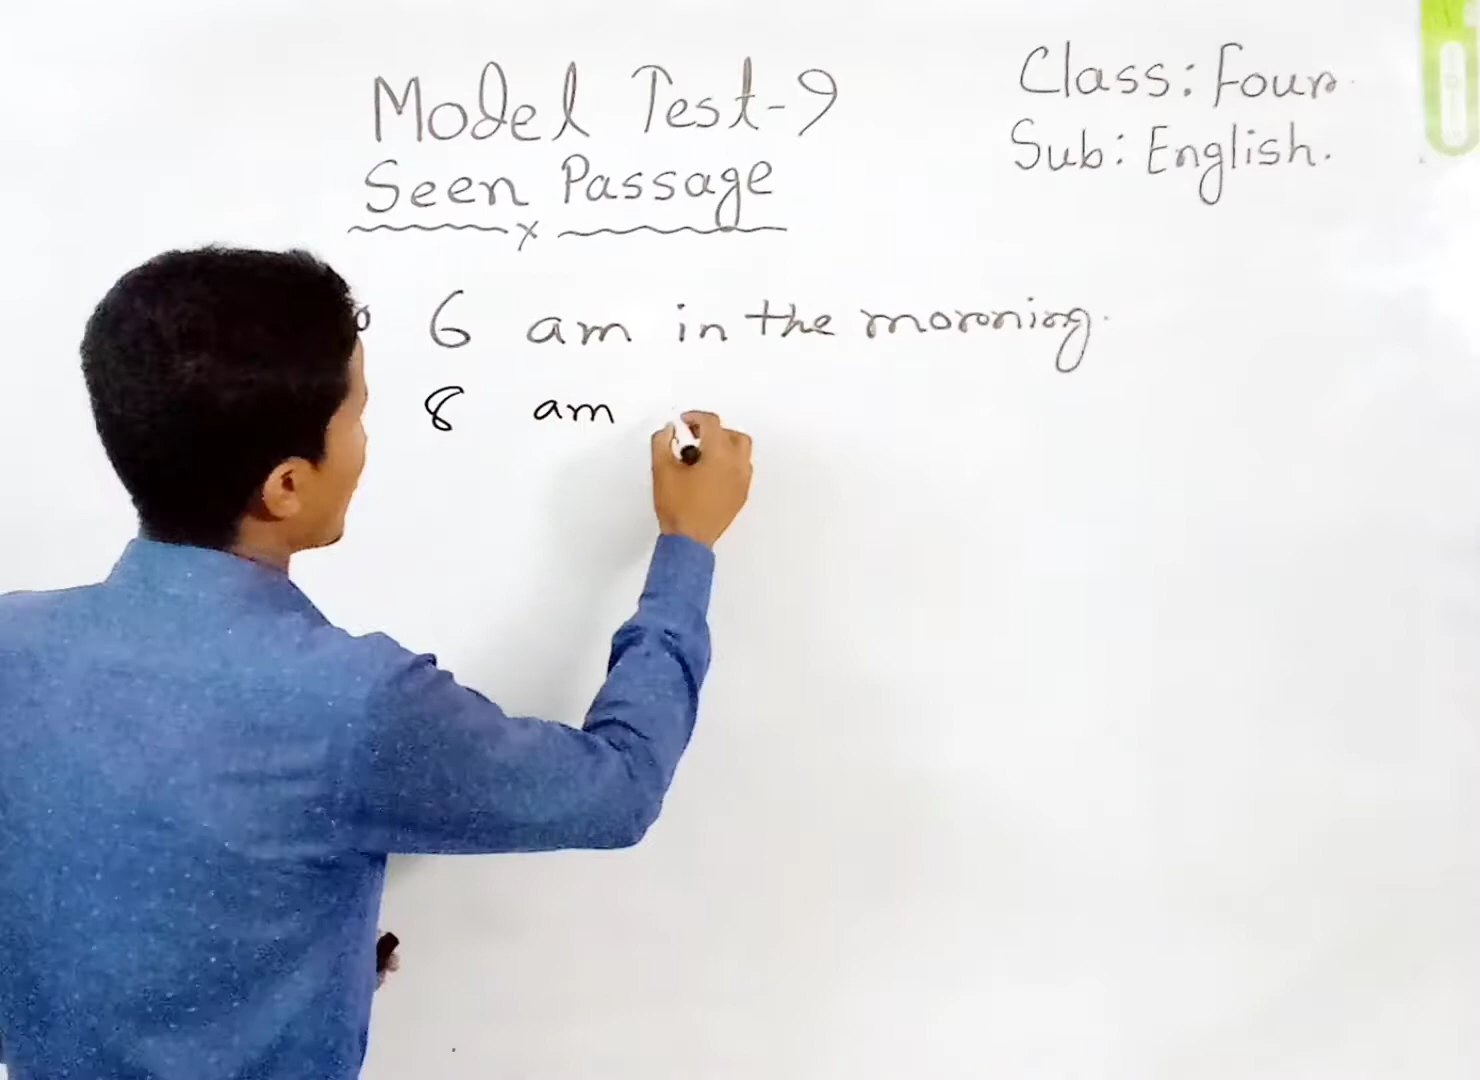 Model Test-9
Seen Passage
Class: Four
Sub: English.
6 am in the morning.
8 am